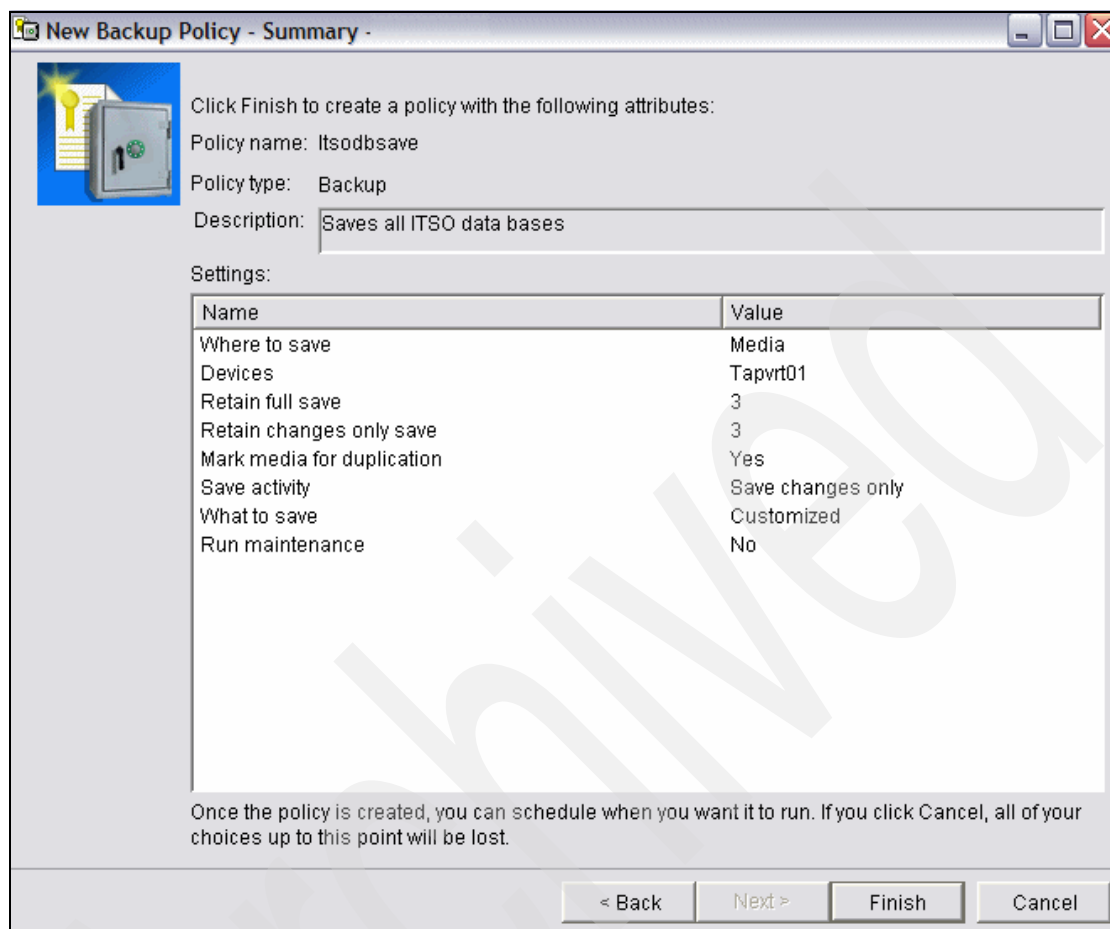 New Backup Policy - Summary -
Click Finish to create a policy with the following attributes:
Policy name: Itsodbsave
Policy type: Backup
Description: Saves all ITSO data bases
Settings:
Name Value
Where to save Media
Devices Tapvrt01
Retain full save 3
Retain changes only save 3
Mark media for duplication Yes
Save activity Save changes only
What to save Customized
Run maintenance No
Once the policy is created, you can schedule when you want it to run. If you click Cancel, all of your
choices up to this point will be lost.
< Back Next > Finish Cancel
Archived